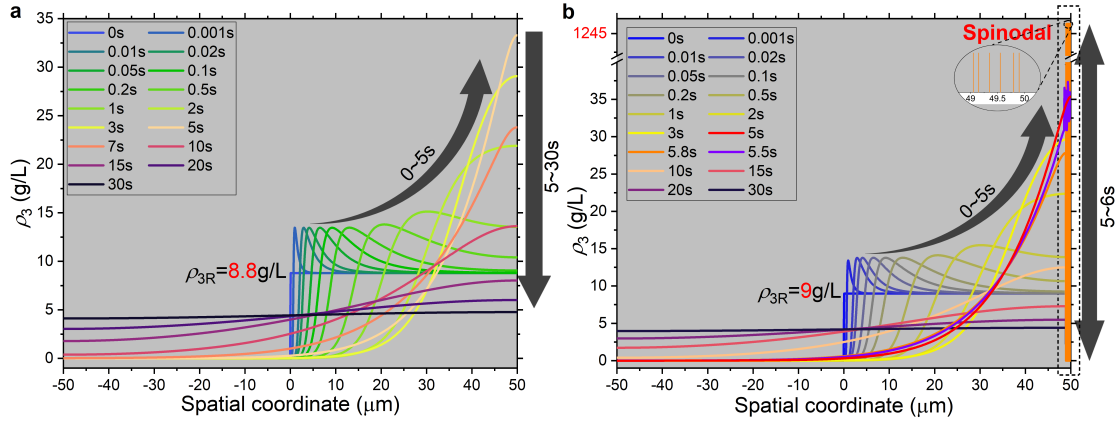 a
ρ3 (g/L)
35
30
25
20
15
10
5
0
0s 0.001s
0.01s 0.02s
0.05s 0.1s
0.2s 0.5s
1s 2s
3s 5s
7s 10s
15s 20s
30s
0~5s
5~30s
ρ3R=8.8g/L
-50 -40 -30 -20 -10 0 10 20 30 40 50
Spatial coordinate (μm)
b
ρ3 (g/L)
1245
35
30
25
20
15
10
5
0
0s 0.001s
0.01s 0.02s
0.05s 0.1s
0.2s 0.5s
1s 2s
3s 5s
5.8s 5.5s
10s 15s
20s 30s
Spinodal
49 49.5 50
0~5s
5~6s
ρ3R=9g/L
-50 -40 -30 -20 -10 0 10 20 30 40 50
Spatial coordinate (μm)